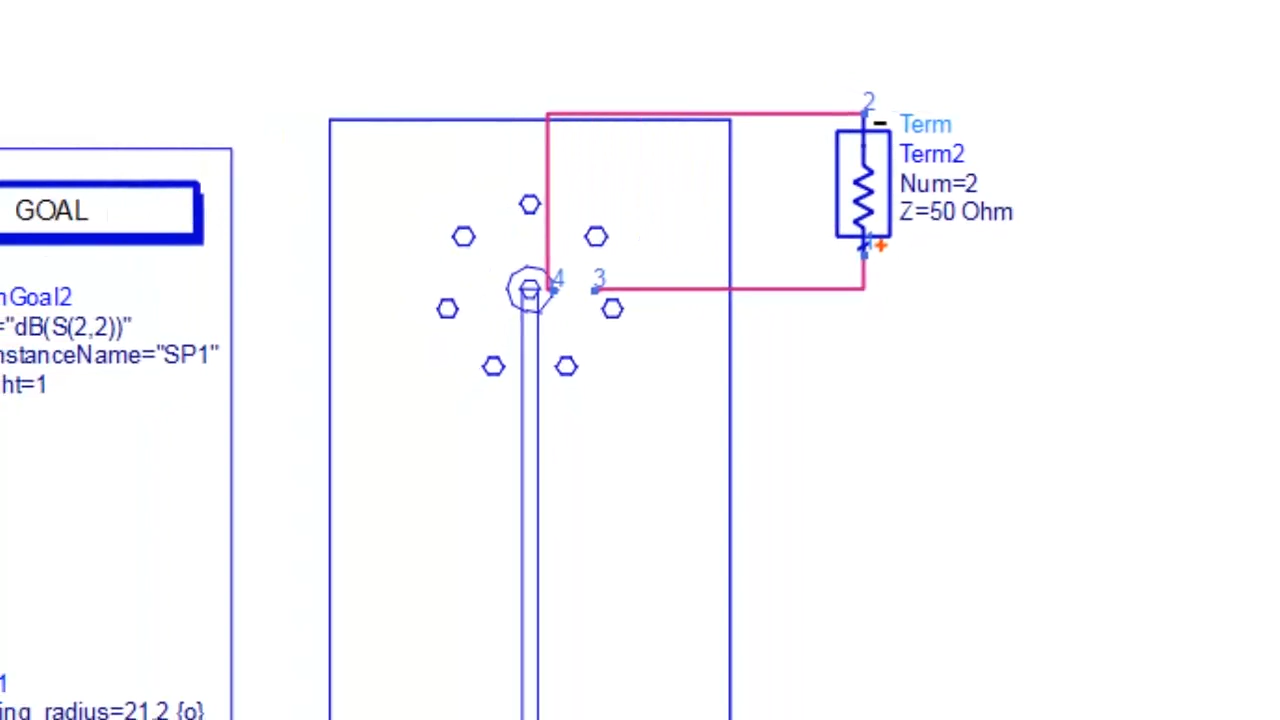 GOAL
nGoal2
="dB(S(2,2))"
nstanceName="SP1"
ht=1
1
ing_radius=21.2 {o}
4
3
2
-
Term
Term2
Num=2
Z=50 Ohm
1
+